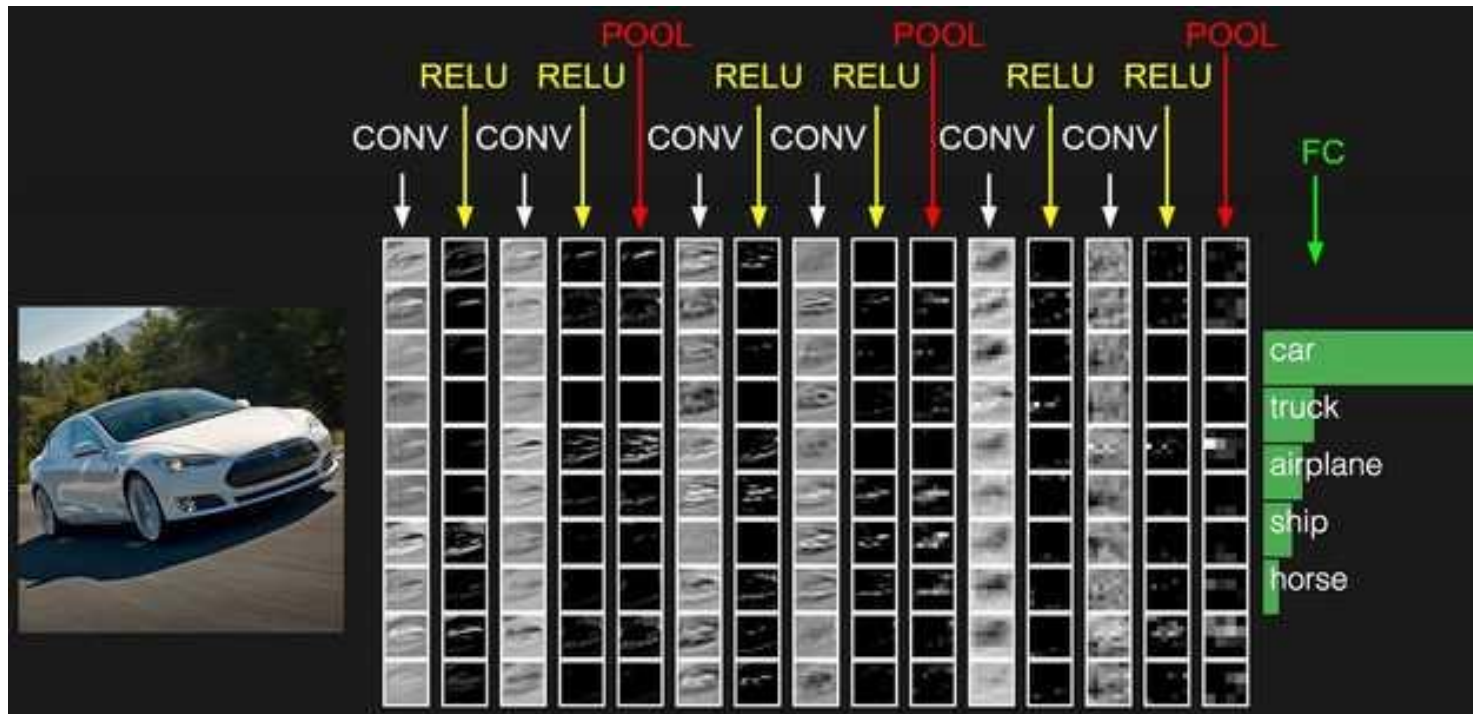 POOL POOL POOL
RELU RELU RELU RELU RELU RELU
CONV CONV CONV CONV CONV CONV
FC
car
truck
airplane
ship
horse